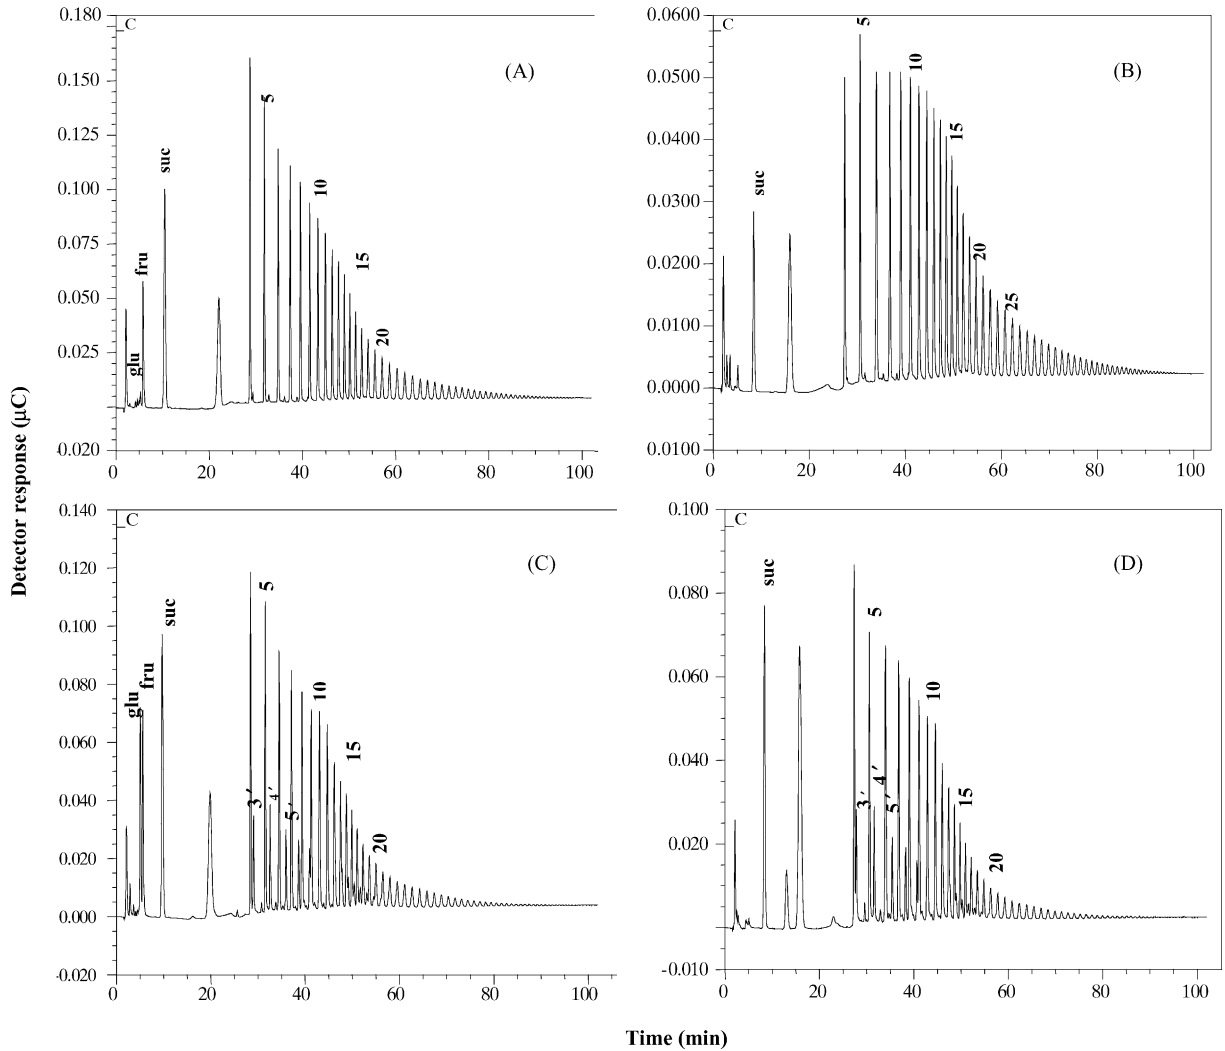 0.180
C
(A)
0.150
0.125
0.100
0.075
0.050
0.025
-0.020
glu
fru
suc
5
10
15
20
0 20 40 60 80 100
0.0600
C
(B)
0.0500
0.0400
0.0300
0.0200
0.0100
0.0000
0.0100
suc
5
10
15
20
25
0 20 40 60 80 100
Detector response (μC)
0.140
C
(C)
0.120
0.100
0.080
0.060
0.040
0.020
0.000
-0.020
glu
fru
suc
3´
5
4´
5´
10
15
20
0 20 40 60 80 100
0.100
C
(D)
0.080
0.060
0.040
0.020
-0.010
suc
3´
5
4´
5´
10
15
20
0 20 40 60 80 100
Time (min)